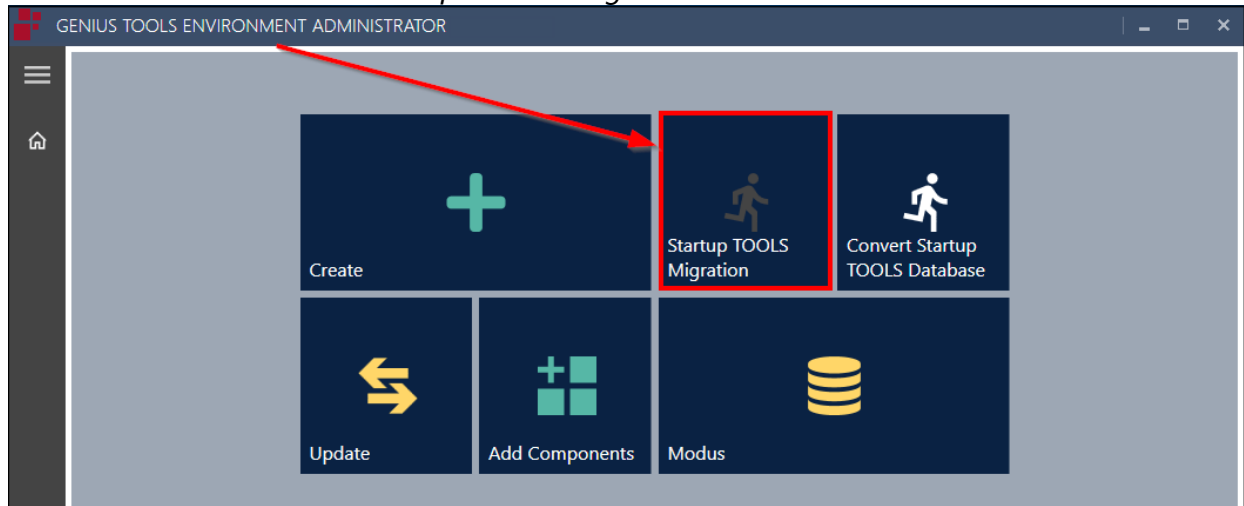 GENIUS TOOLS ENVIRONMENT ADMINISTRATOR
Create
Startup TOOLS
Migration
Convert Startup
TOOLS Database
Update
Add Components
Modus